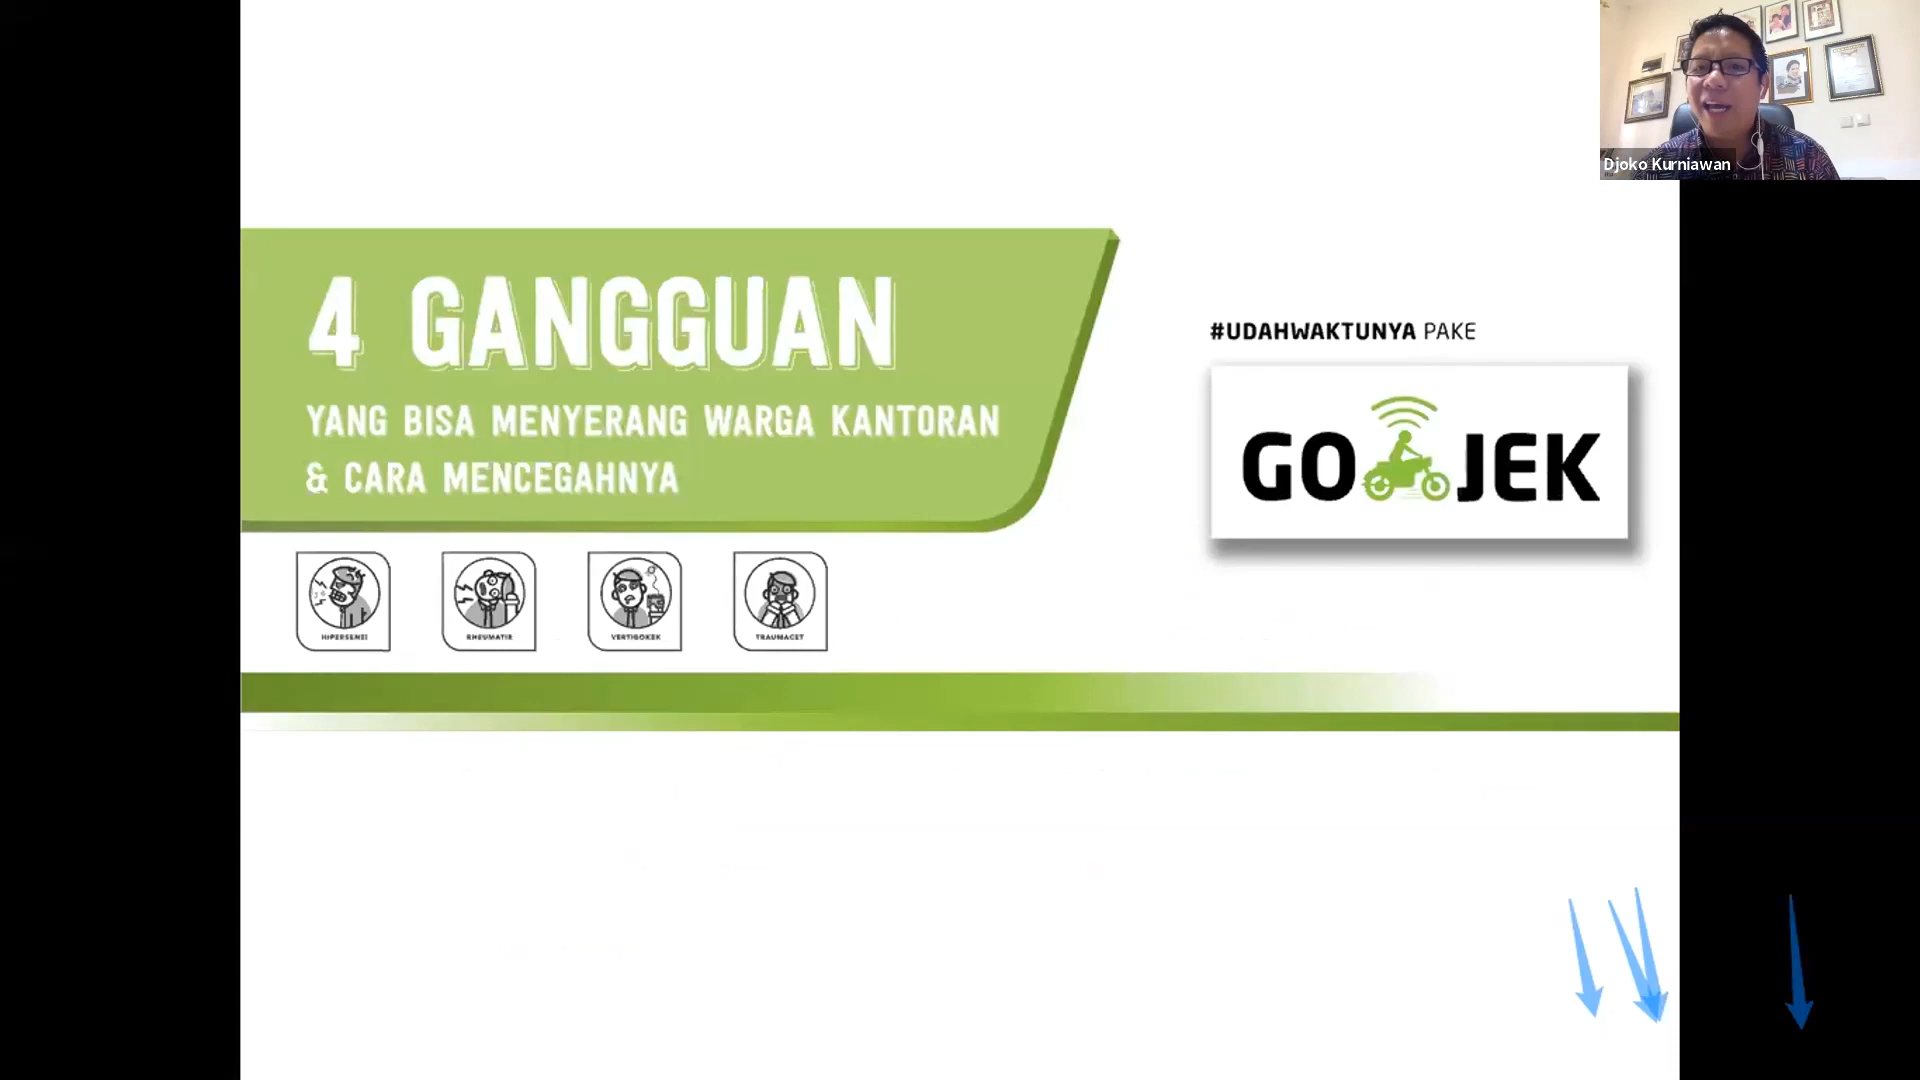 Djoko Kurniawan
4 GANGGUAN
YANG BISA MENYERANG WARGA KANTORAN
& CARA MENCEGAHNYA
#UDAHWAKTUNYA PAKE
GO JEK
HIPERSENSI
RHEUMATIR
VERTIGOKEK
TRAUMACET